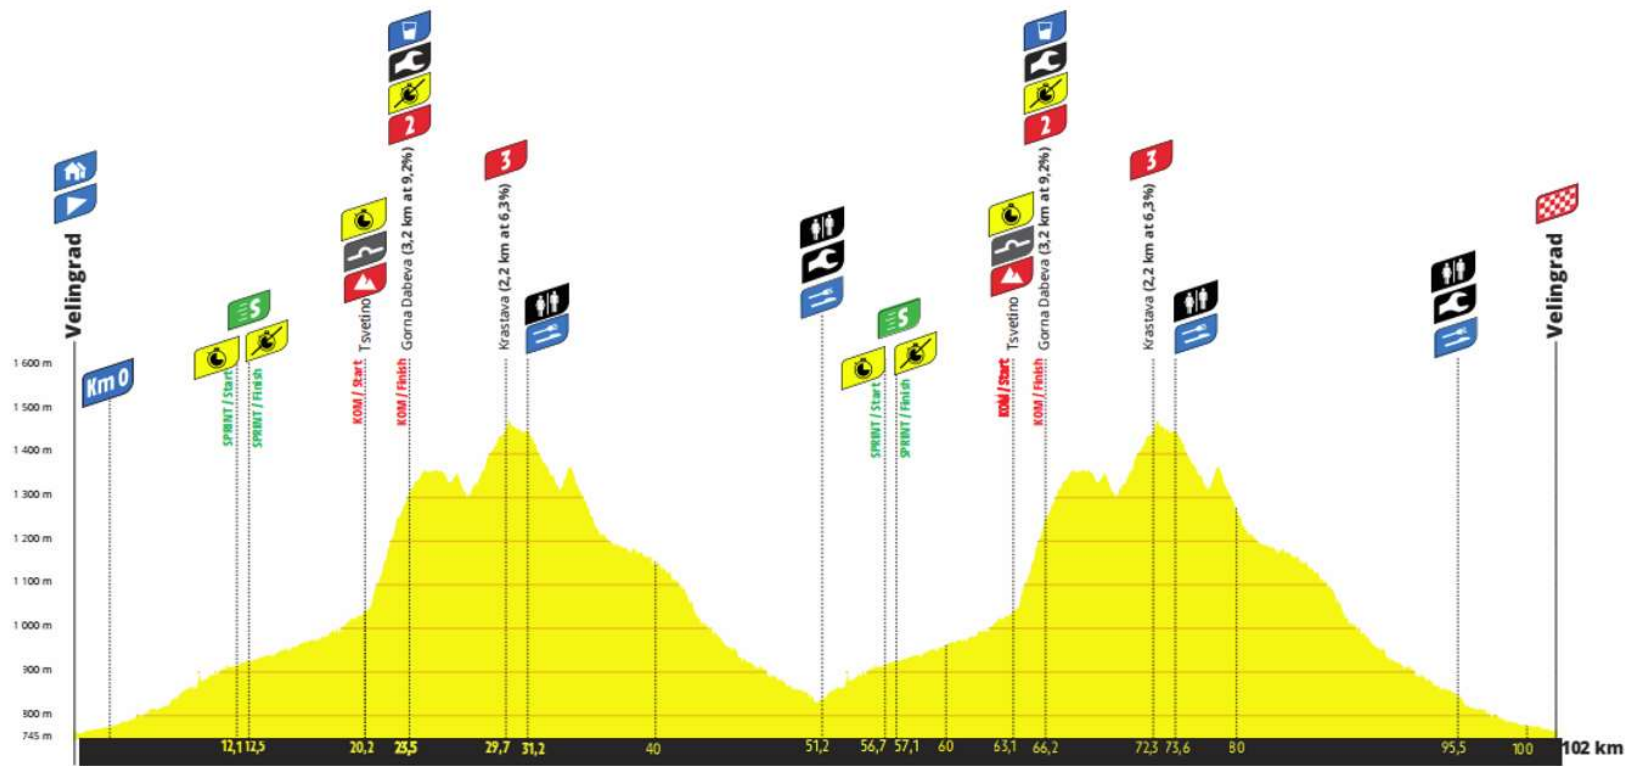 2
2
3
3
Velingrad
Km 0
S
SPRINT / Start
SPRINT / Finish
Tsvetino
KOM / Start
Gorna Dabeva (3,2 km at 9,2%)
KOM / Finish
Krastava (2,2 km at 6,3%)
S
SPRINT / Start
SPRINT / Finish
Tsvetino
KOM / Start
Gorna Dabeva (3,2 km at 9,2%)
KOM / Finish
Krastava (2,2 km at 6,3%)
Velingrad
1 600 m
1 500 m
1 400 m
1 300 m
1 200 m
1 100 m
1 000 m
900 m
800 m
745 m
12,1 12,5 20,2 23,5 29,7 31,2 40 51,2 56,7 57,1 60 63,1 66,2 72,3 73,6 80 95,5 100 102 km